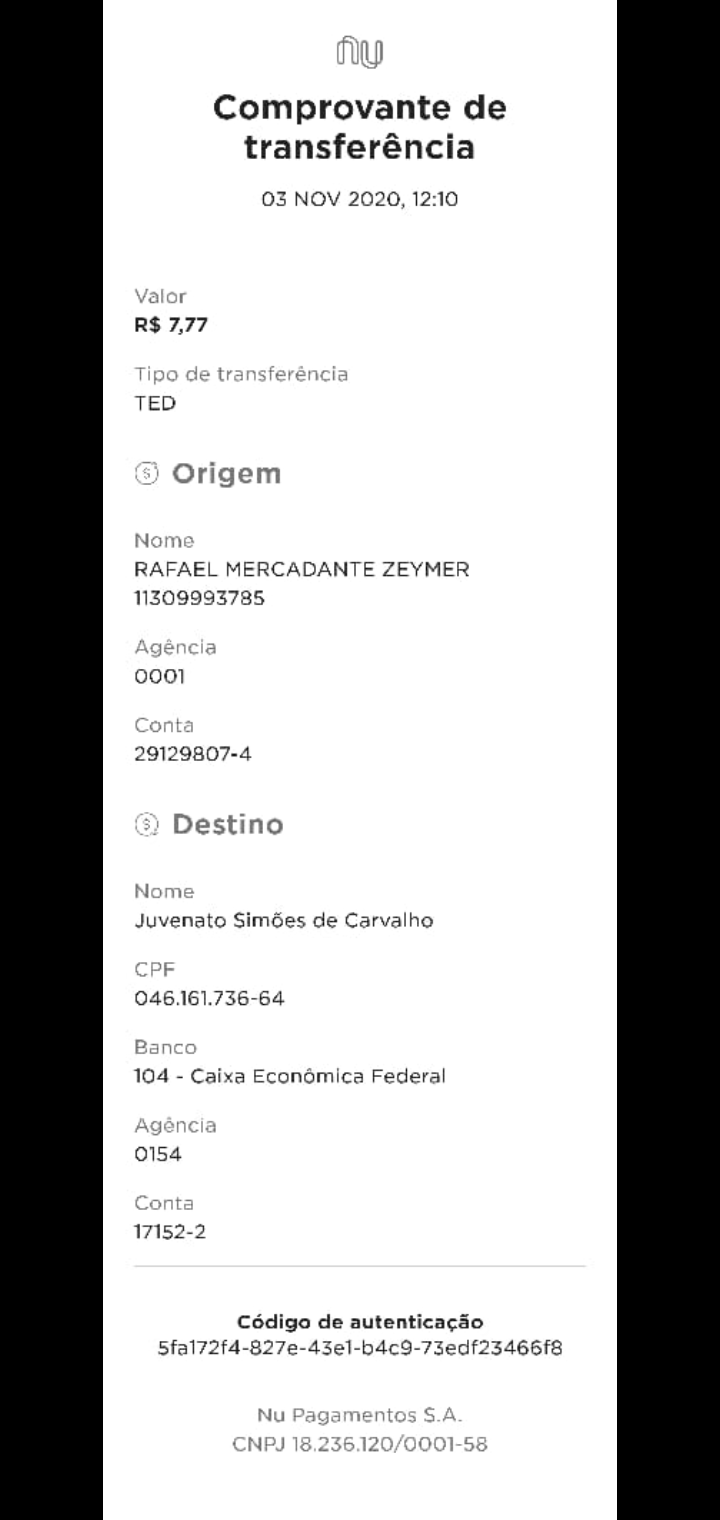 nu
Comprovante de
transferência
03 NOV 2020, 12:10
Valor
R$ 7,77
Tipo de transferência
TED
Origem
Nome
RAFAEL MERCADANTE ZEYMER
11309993785
Agência
0001
Conta
29129807-4
Destino
Nome
Juvenato Simões de Carvalho
CPF
046.161.736-64
Banco
104 - Caixa Econômica Federal
Agência
0154
Conta
17152-2
Código de autenticação
5fa172f4-827e-43e1-b4c9-73edf23466f8
Nu Pagamentos S.A.
CNPJ 18.236.120/0001-58